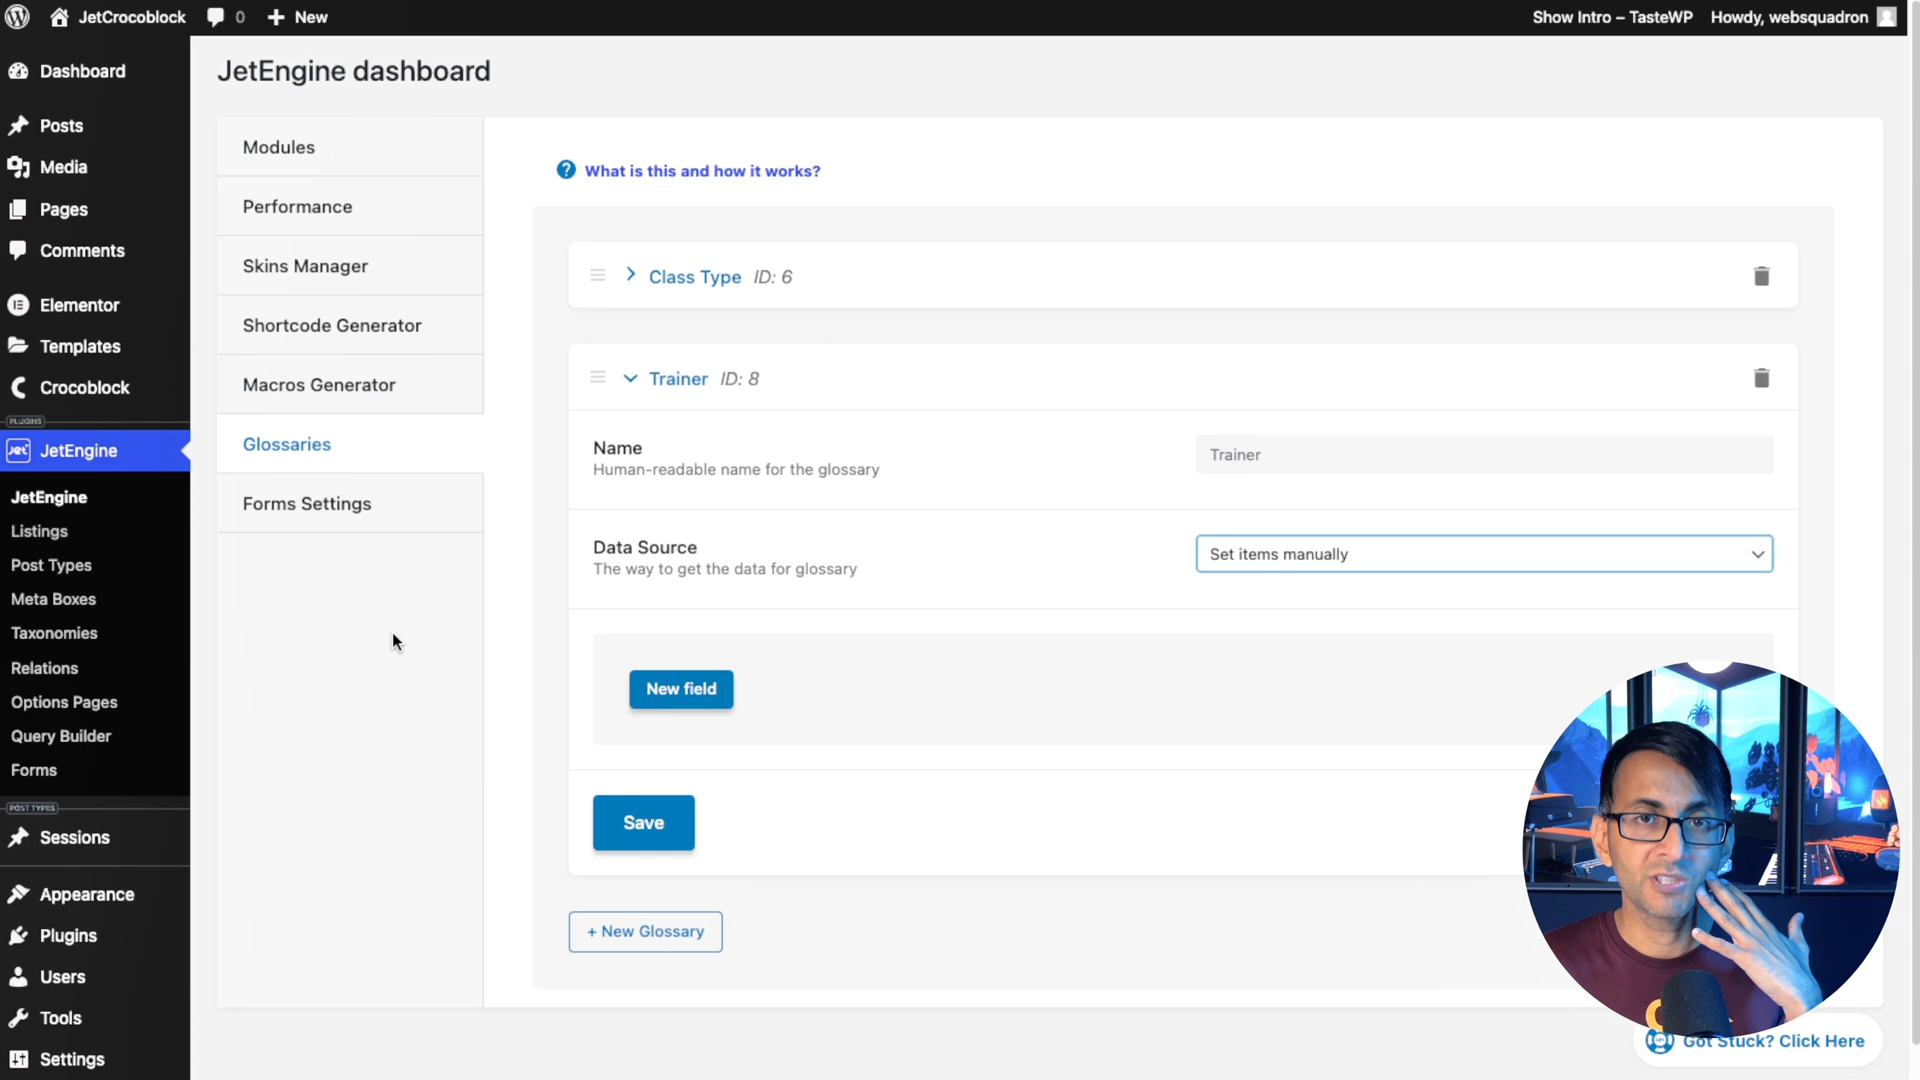 JetCrocoblock
0
New
Show Intro – TasteWP
Howdy, websquadron
Dashboard
Posts
Media
Pages
Comments
Elementor
Templates
Crocoblock
PLUGINS
Jet
JetEngine
JetEngine
Listings
Post Types
Meta Boxes
Taxonomies
Relations
Options Pages
Query Builder
Forms
POST TYPES
Sessions
Appearance
Plugins
Users
Tools
Settings
JetEngine dashboard
Modules
Performance
Skins Manager
Shortcode Generator
Macros Generator
Glossaries
Forms Settings
? What is this and how it works?
Class Type ID: 6
Trainer ID: 8
Name
Human-readable name for the glossary
Trainer
Data Source
The way to get the data for glossary
Set items manually
New field
Save
+ New Glossary
Got Stuck? Click Here